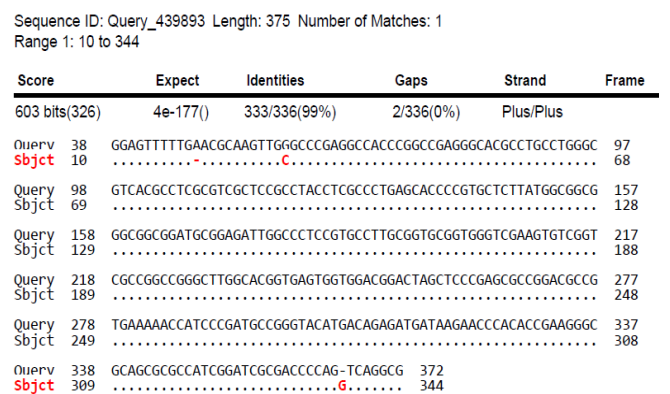 Sequence ID: Query_439893 Length: 375 Number of Matches: 1
Range 1: 10 to 344
Score Expect Identities Gaps Strand Frame
603 bits(326) 4e-177() 333/336(99%) 2/336(0%) Plus/Plus
Query 38 GGAGTTTTTGAACGCAAGTTGGGCCCGAGGCCACCCGGCCGAGGGCACGCCTGCCTGGGC 97
Sbjct 10 ..........-..........C...................................... 68
Query 98 GTCACGCCTCGCGTCGCTCCGCCTACCTCGCCCTGAGCACCCCGTGCTCTTATGGCGGCG 157
Sbjct 69 ............................................................ 128
Query 158 GGCGGCGGATGCGGAGATTGGCCCTCCGTGCCTTGCGGTGCGGTGGGTCGAAGTGTCGGT 217
Sbjct 129 ............................................................ 188
Query 218 CGCCGGCCGGGCTTGGCACGGTGAGTGGTGGACGGACTAGCTCCCGAGCGCCGGACGCCG 277
Sbjct 189 ............................................................ 248
Query 278 TGAAAAACCATCCCGATGCCGGGTACATGACAGAGATGATAAGAACCCACACCGAAGGGC 337
Sbjct 249 ............................................................ 308
Query 338 GCAGCGCGCCATCGGATCGCGACCCCAG-TCAGGCG 372
Sbjct 309 ............................G....... 344